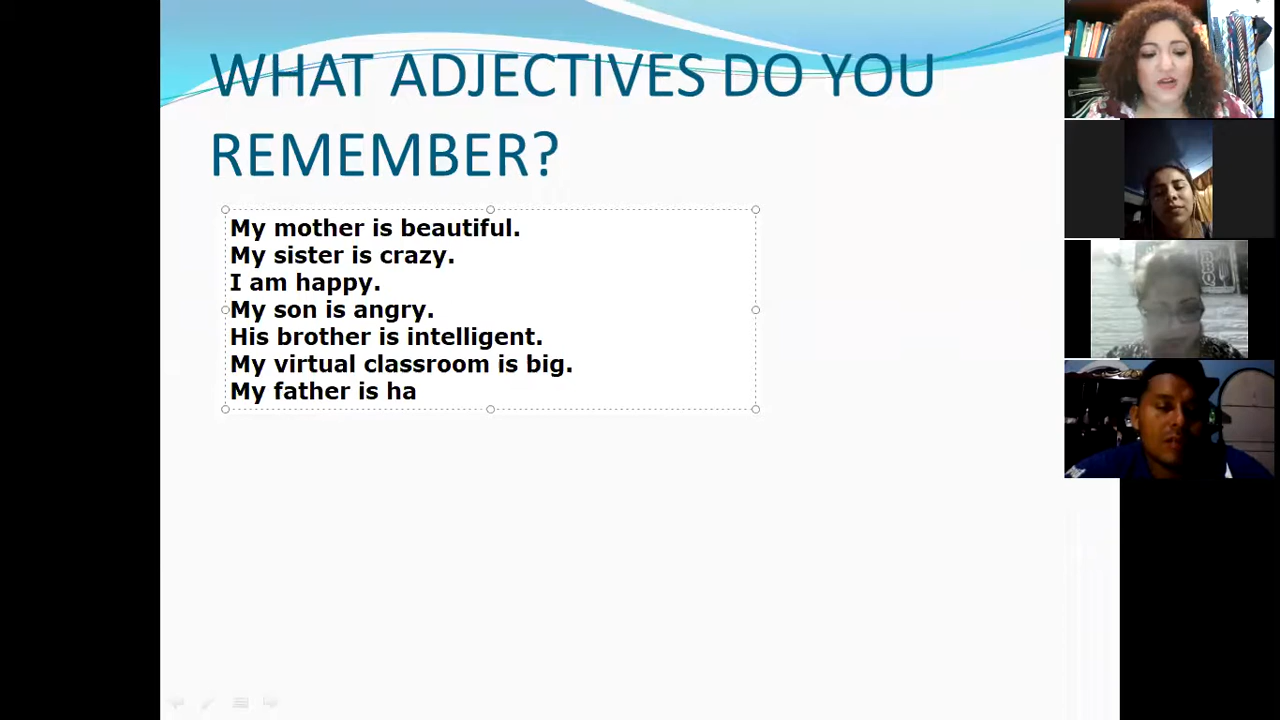 WHAT ADJECTIVES DO YOU
REMEMBER?
My mother is beautiful.
My sister is crazy.
I am happy.
My son is angry.
His brother is intelligent.
My virtual classroom is big.
My father is ha